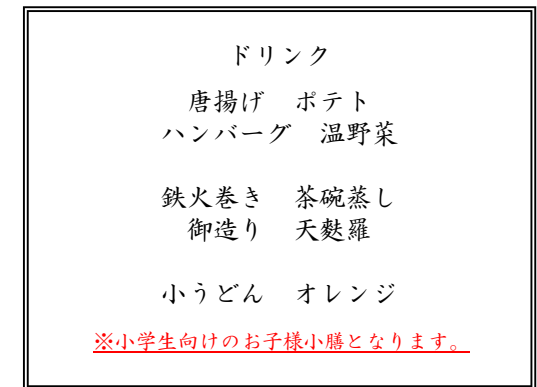 ドリンク
唐揚げ　ポテト
ハンバーグ　温野菜
鉄火巻き　茶碗蒸し
御造り　天麩羅
小うどん　オレンジ
※小学生向けのお子様小膳となります。